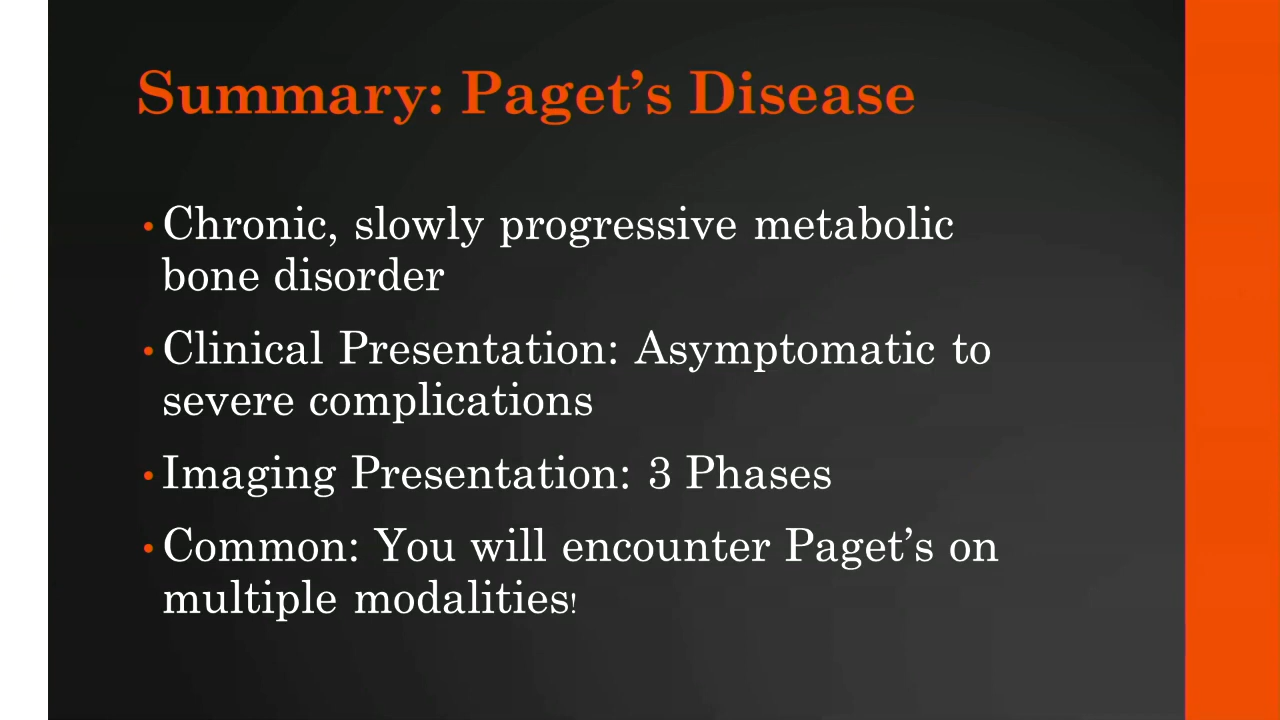 Summary: Paget’s Disease
• Chronic, slowly progressive metabolic
bone disorder
• Clinical Presentation: Asymptomatic to
severe complications
• Imaging Presentation: 3 Phases
• Common: You will encounter Paget’s on
multiple modalities!